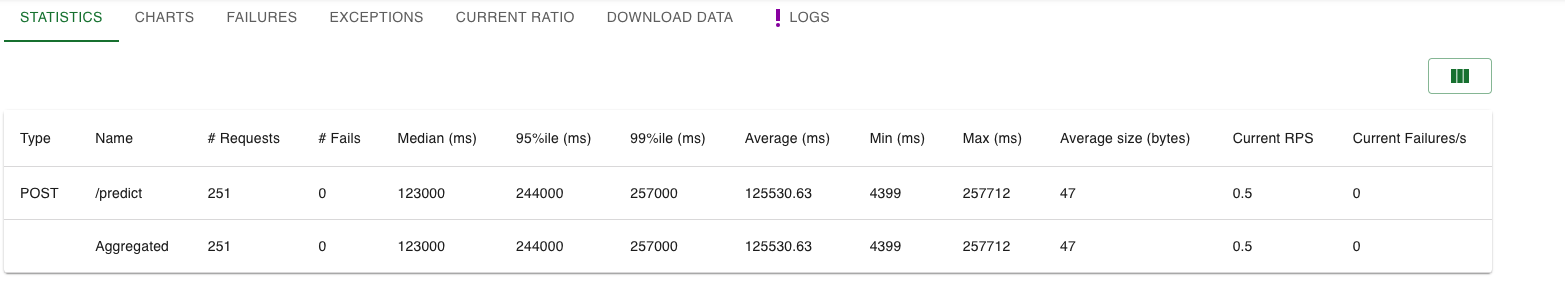 STATISTICS CHARTS FAILURES EXCEPTIONS CURRENT RATIO DOWNLOAD DATA ! LOGS
Type Name # Requests # Fails Median (ms) 95%ile (ms) 99%ile (ms) Average (ms) Min (ms) Max (ms) Average size (bytes) Current RPS Current Failures/s
POST /predict 251 0 123000 244000 257000 125530.63 4399 257712 47 0.5 0
Aggregated 251 0 123000 244000 257000 125530.63 4399 257712 47 0.5 0